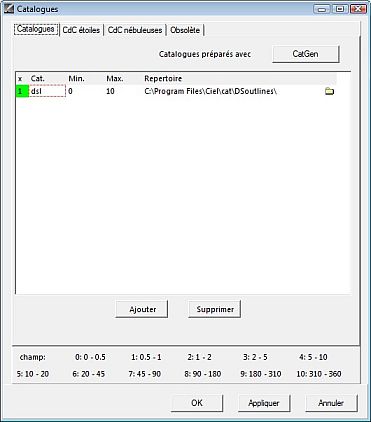 Catalogues
Catalogues CdC étoiles CdC nébuleuses Obsolète
Catalogues préparés avec CatGen
x Cat. Min. Max. Repertoire
1 dsl 0 10 C:\Program Files\Ciel\cat\DSoutlines\
Ajouter Supprimer
champ: 0: 0 - 0.5 1: 0.5 - 1 2: 1 - 2 3: 2 - 5 4: 5 - 10
5: 10 - 20 6: 20 - 45 7: 45 - 90 8: 90 - 180 9: 180 - 310 10: 310 - 360
OK Appliquer Annuler